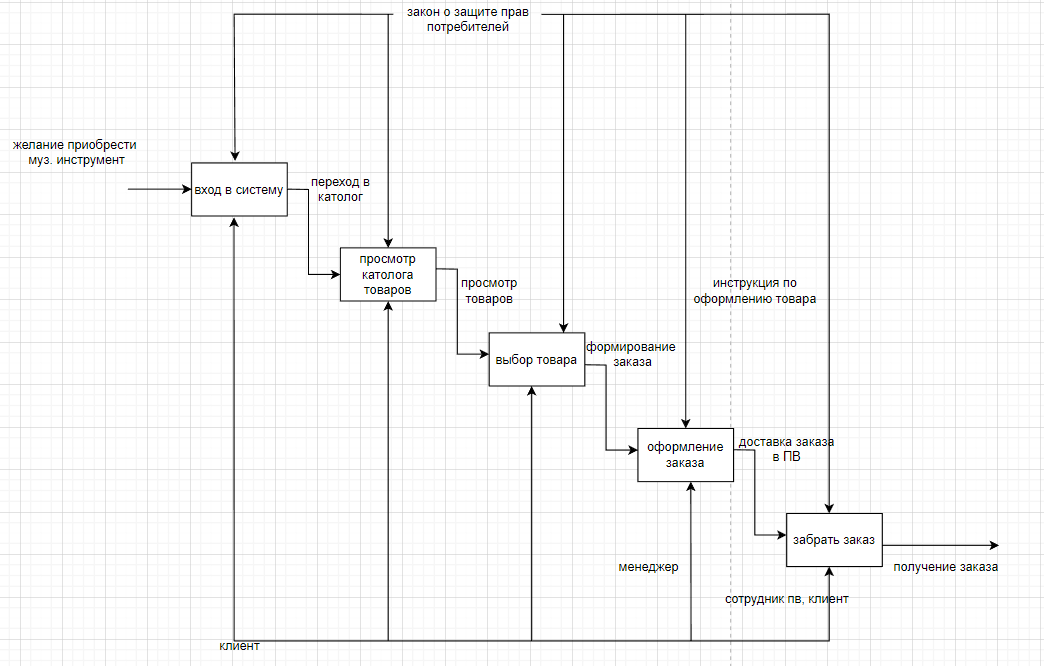 закон о защите прав
потребителей
желание приобрести
муз. инструмент
вход в систему
переход в
католог
просмотр
католога
товаров
просмотр
товаров
инструкция по
оформлению товара
выбор товара
формирование
заказа
оформление
заказа
доставка заказа
в ПВ
забрать заказ
менеджер
получение заказа
сотрудник пв, клиент
клиент